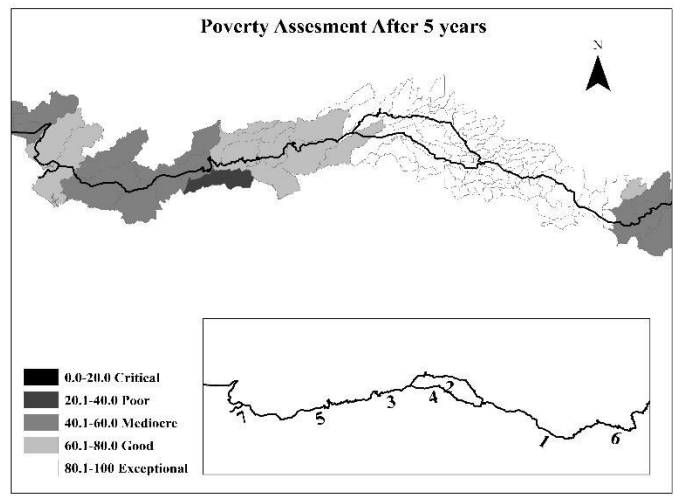 Poverty Assesment After 5 years
N
0.0-20.0 Critical
20.1-40.0 Poor
40.1-60.0 Mediocre
60.1-80.0 Good
80.1-100 Exceptional
7
5
3
4
2
1
6